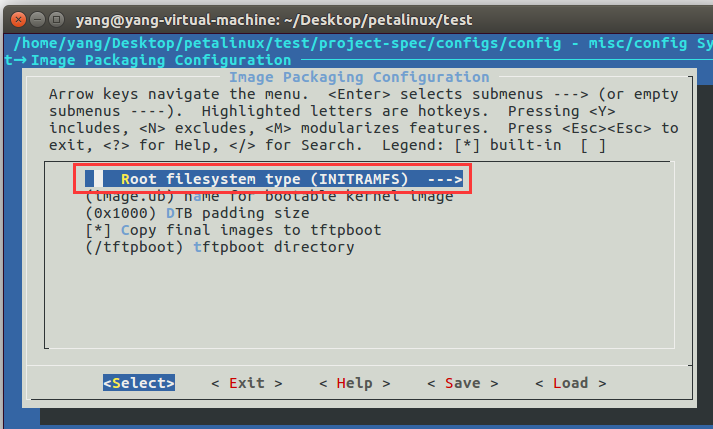 yang@yang-virtual-machine: ~/Desktop/petalinux/test
/home/yang/Desktop/petalinux/test/project-spec/configs/config - misc/config Sy
t→ Image Packaging Configuration
Image Packaging Configuration
Arrow keys navigate the menu.  <Enter> selects submenus ---> (or empty
submenus ----).  Highlighted letters are hotkeys.  Pressing <Y>
includes, <N> excludes, <M> modularizes features.  Press <Esc><Esc> to
exit, <?> for Help, </> for Search.  Legend: [*] built-in  [ ]
Root filesystem type (INITRAMFS)  --->
(image.ub) name for bootable kernel image
(0x1000) DTB padding size
[*] Copy final images to tftpboot
(/tftpboot) tftpboot directory
<Select>    < Exit >    < Help >    < Save >    < Load >